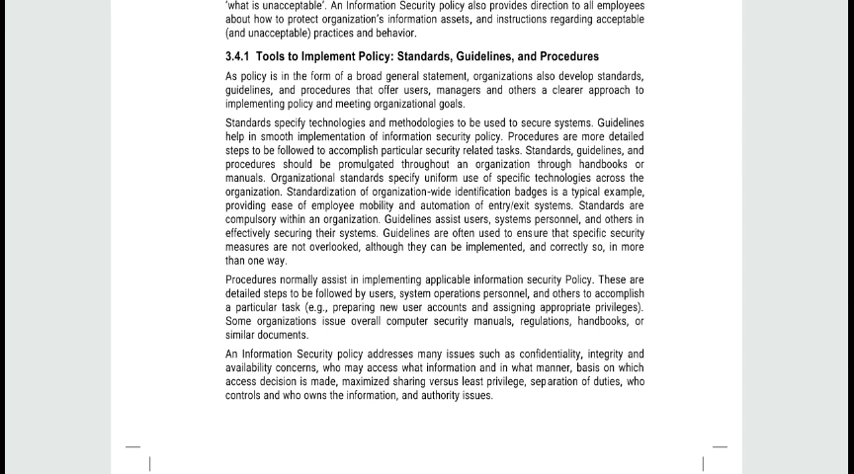 'what is unacceptable'. An Information Security policy also provides direction to all employees
about how to protect organization's information assets, and instructions regarding acceptable
(and unacceptable) practices and behavior.
3.4.1 Tools to Implement Policy: Standards, Guidelines, and Procedures
As policy is in the form of a broad general statement, organizations also develop standards,
guidelines, and procedures that offer users, managers and others a clearer approach to
implementing policy and meeting organizational goals.
Standards specify technologies and methodologies to be used to secure systems. Guidelines
help in smooth implementation of information security policy. Procedures are more detailed
steps to be followed to accomplish particular security related tasks. Standards, guidelines, and
procedures should be promulgated throughout an organization through handbooks or
manuals. Organizational standards specify uniform use of specific technologies across the
organization. Standardization of organization-wide identification badges is a typical example,
providing ease of employee mobility and automation of entry/exit systems. Standards are
compulsory within an organization. Guidelines assist users, systems personnel, and others in
effectively securing their systems. Guidelines are often used to ensure that specific security
measures are not overlooked, although they can be implemented, and correctly so, in more
than one way.
Procedures normally assist in implementing applicable information security Policy. These are
detailed steps to be followed by users, system operations personnel, and others to accomplish
a particular task (e.g., preparing new user accounts and assigning appropriate privileges).
Some organizations issue overall computer security manuals, regulations, handbooks, or
similar documents.
An Information Security policy addresses many issues such as confidentiality, integrity and
availability concerns, who may access what information and in what manner, basis on which
access decision is made, maximized sharing versus least privilege, separation of duties, who
controls and who owns the information, and authority issues.